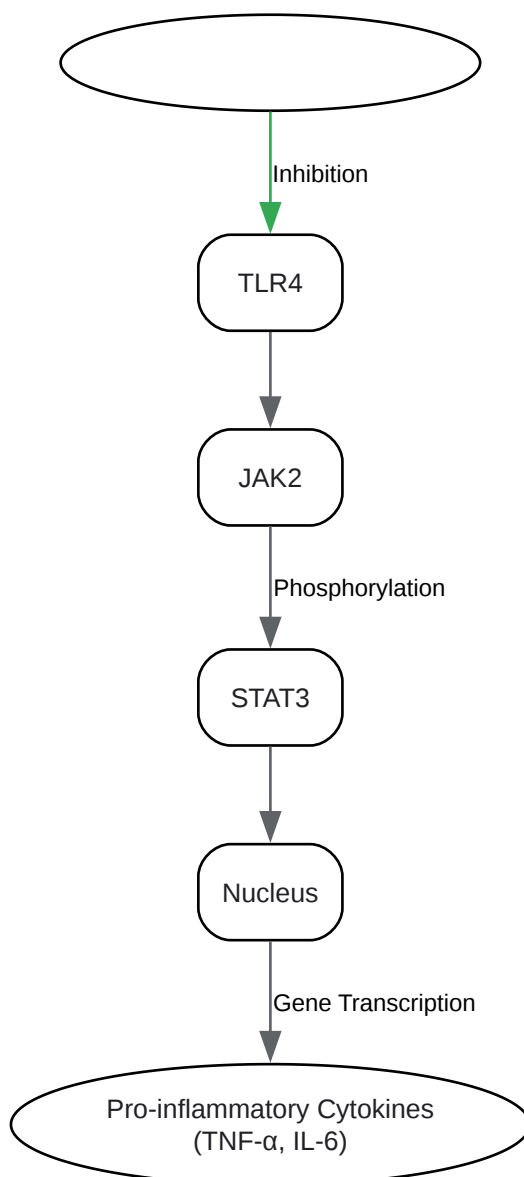 Inhibition
TLR4
JAK2
Phosphorylation
STAT3
Nucleus
Gene Transcription
Pro-inflammatory Cytokines
(TNF-α, IL-6)